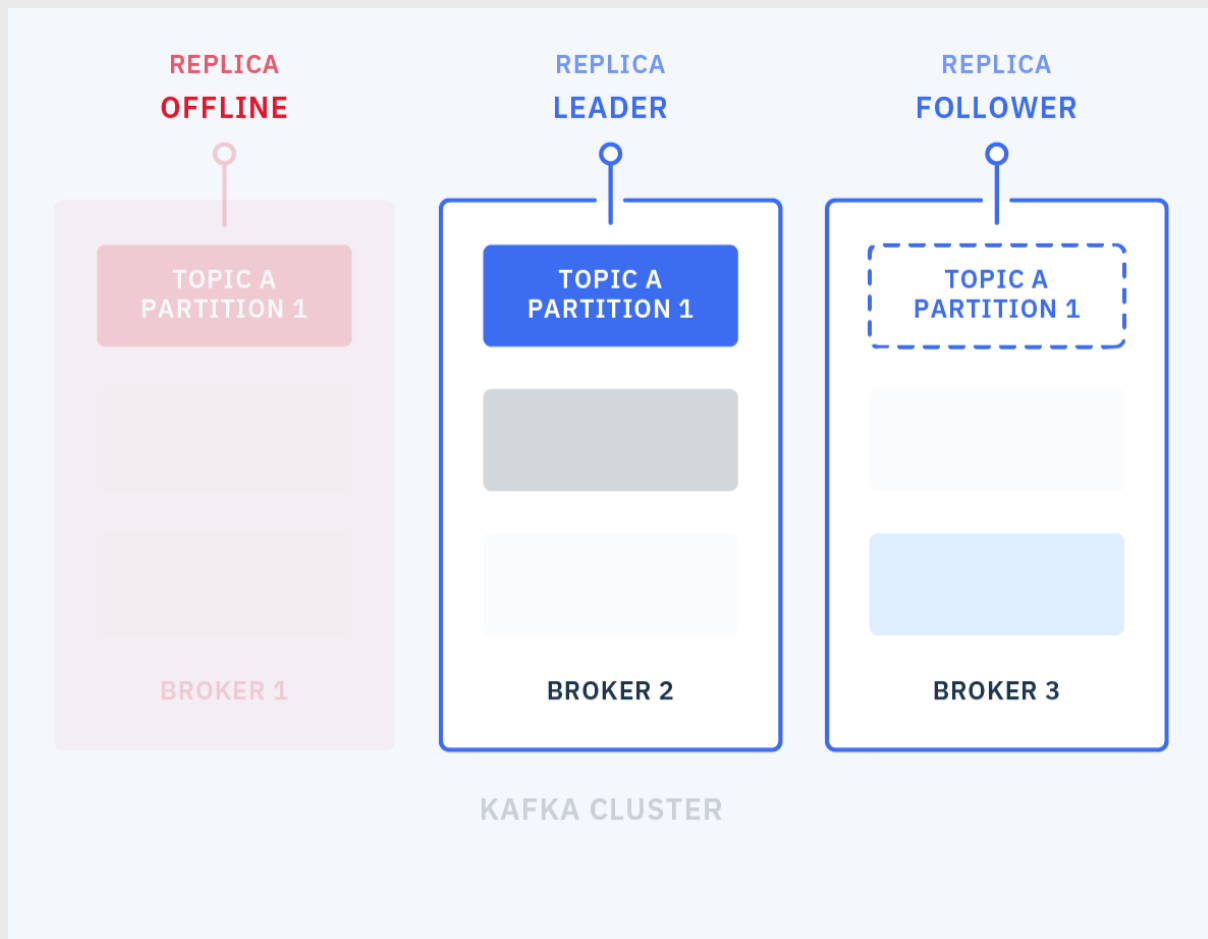 REPLICA
OFFLINE
TOPIC A
PARTITION 1
BROKER 1
REPLICA
LEADER
TOPIC A
PARTITION 1
BROKER 2
REPLICA
FOLLOWER
TOPIC A
PARTITION 1
BROKER 3
KAFKA CLUSTER